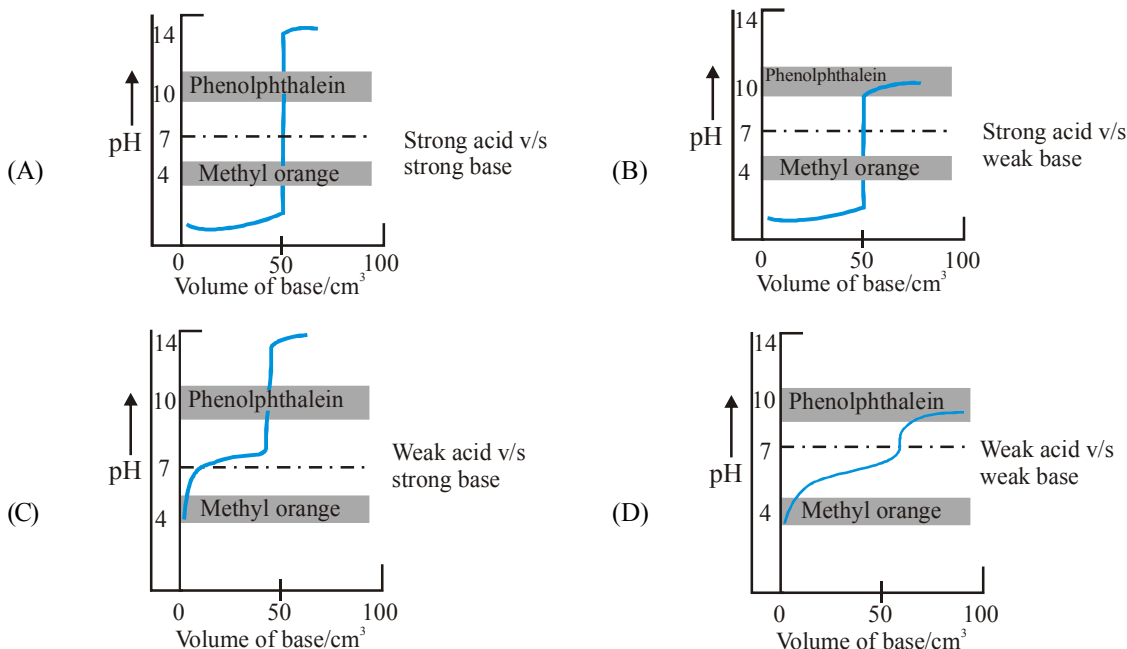 (A)
14
10
7
4
pH
Phenolphthalein
Methyl orange
Strong acid v/s
strong base
0
50
100
Volume of base/cm³
(B)
14
10
7
4
pH
Phenolphthalein
Methyl orange
Strong acid v/s
weak base
0
50
100
Volume of base/cm³
(C)
14
10
7
4
pH
Phenolphthalein
Methyl orange
Weak acid v/s
strong base
0
50
100
Volume of base/cm³
(D)
14
10
7
4
pH
Phenolphthalein
Methyl orange
Weak acid v/s
weak base
0
50
100
Volume of base/cm³